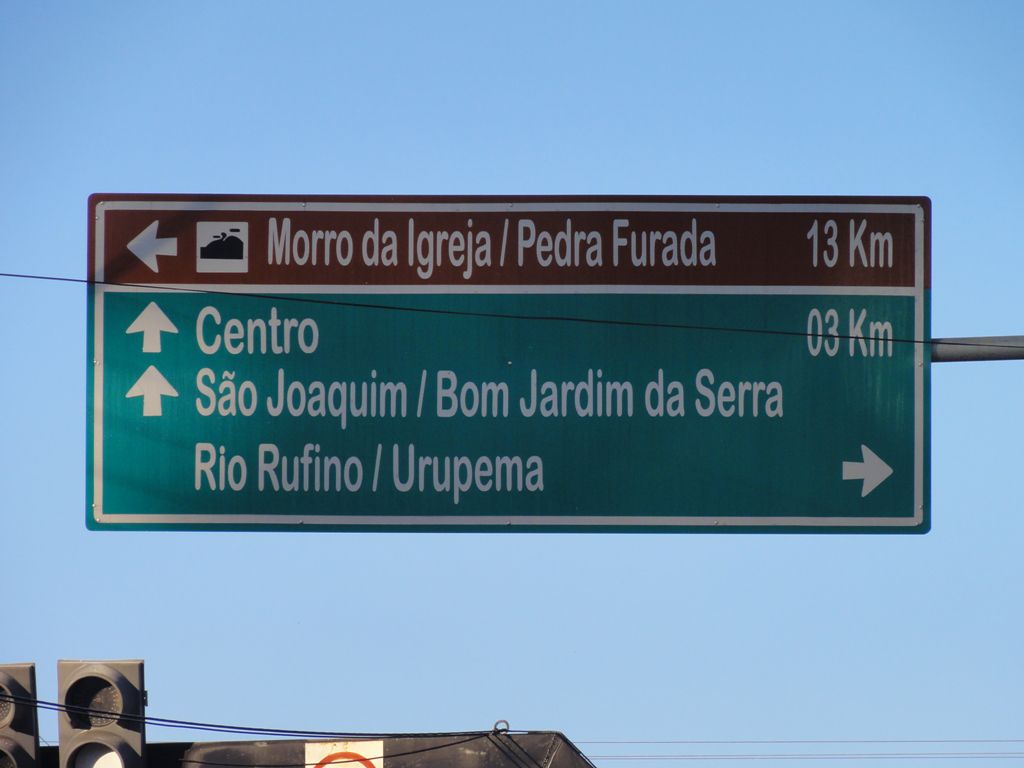 Morro da Igreja / Pedra Furada 13 Km
Centro 03 Km
São Joaquim / Bom Jardim da Serra
Rio Rufino / Urupema